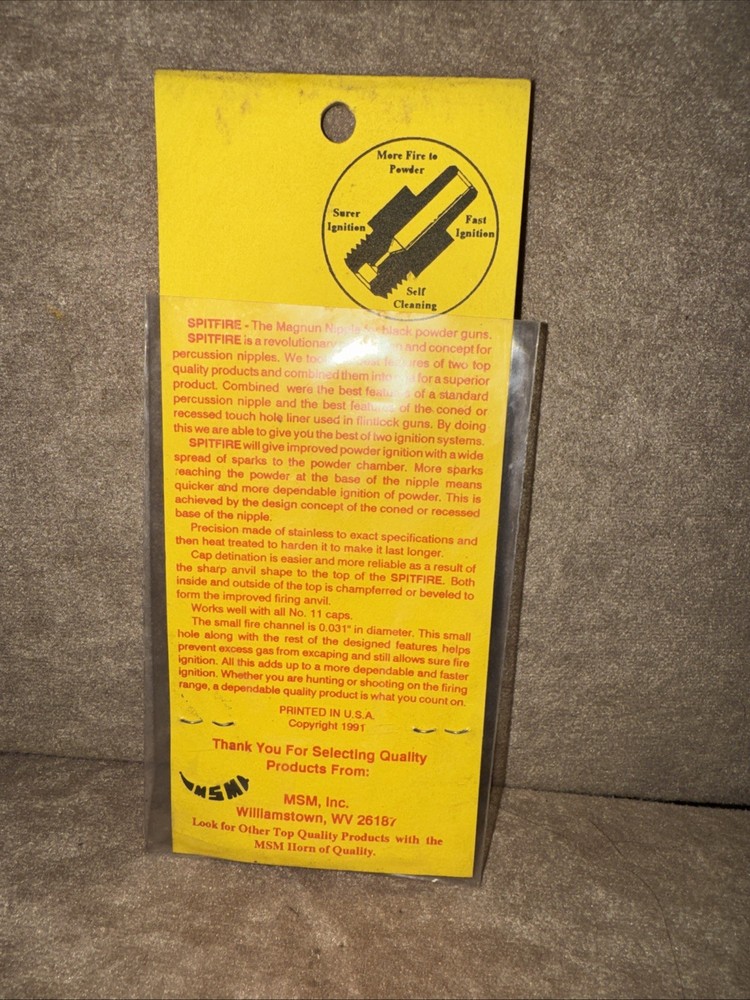 More Fire to
Powder
Surer
Ignition
Fast
Ignition
Self
Cleaning
SPITFIRE - The Magnun Nipple for black powder guns.
SPITFIRE is a revolutionary and concept for
percussion nipples. We took best features of two top
quality products and combined them into for a superior
product. Combined were the best features of a standard
percussion nipple and the best features of the coned or
recessed touch hole liner used in flintlock guns. By doing
this we are able to give you the best of two ignition systems.
SPITFIRE will give improved powder ignition with a wide
spread of sparks to the powder chamber. More sparks
reaching the powder at the base of the nipple means
quicker and more dependable ignition of powder. This is
achieved by the design concept of the coned or recessed
base of the nipple.
Precision made of stainless to exact specifications and
then heat treated to harden it to make it last longer.
Cap detination is easier and more reliable as a result of
the sharp anvil shape to the top of the SPITFIRE. Both
inside and outside of the top is champferred or beveled to
form the improved firing anvil.
Works well with all No. 11 caps.
The small fire channel is 0.031" in diameter. This small
hole along with the rest of the designed features helps
prevent excess gas from excaping and still allows sure fire
ignition. All this adds up to a more dependable and faster
ignition. Whether you are hunting or shooting on the firing
range, a dependable quality product is what you count on.
PRINTED IN U.S.A.
Copyright 1991
Thank You For Selecting Quality
Products From:
MSM
MSM, Inc.
Williamstown, WV 26187
Look for Other Top Quality Products with the
MSM Horn of Quality.